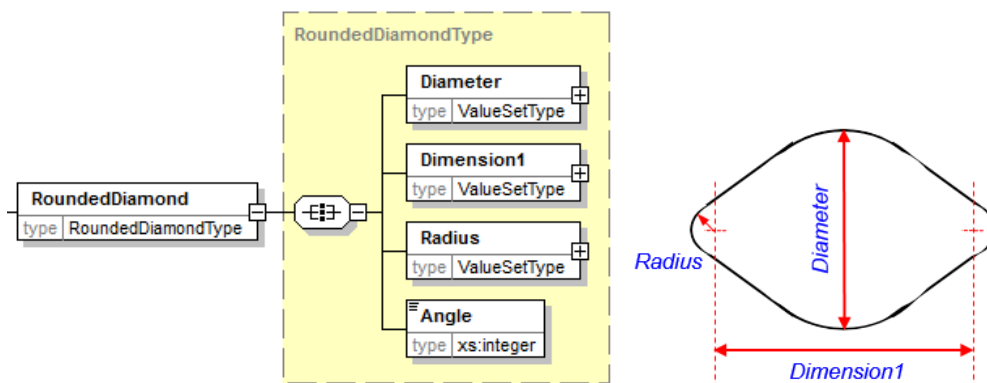 RoundedDiamondType
Diameter
type ValueSetType
Dimension1
type ValueSetType
RoundedDiamond
type RoundedDiamondType
Radius
type ValueSetType
Angle
type xs:integer
Diameter
Radius
Dimension1